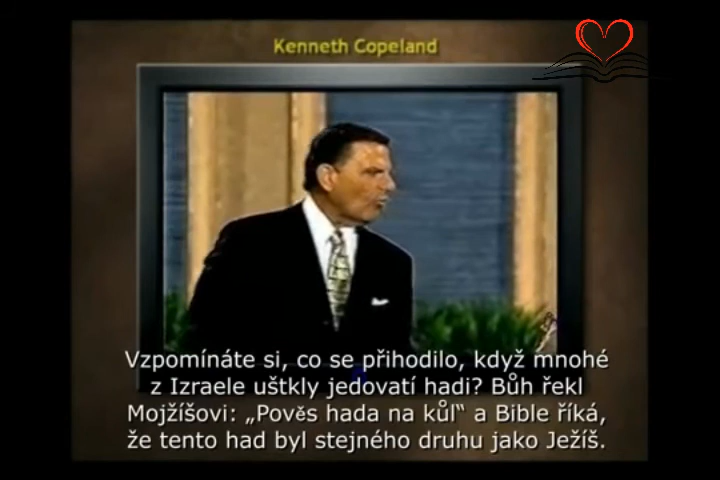 Kenneth Copeland
Vzpomínáte si, co se přihodilo, když mnohé
z Izraele uštkly jedovatí hadi? Bůh řekl
Mojžíšovi: „Pověs hada na kůl“ a Bible říká,
že tento had byl stejného druhu jako Ježíš.